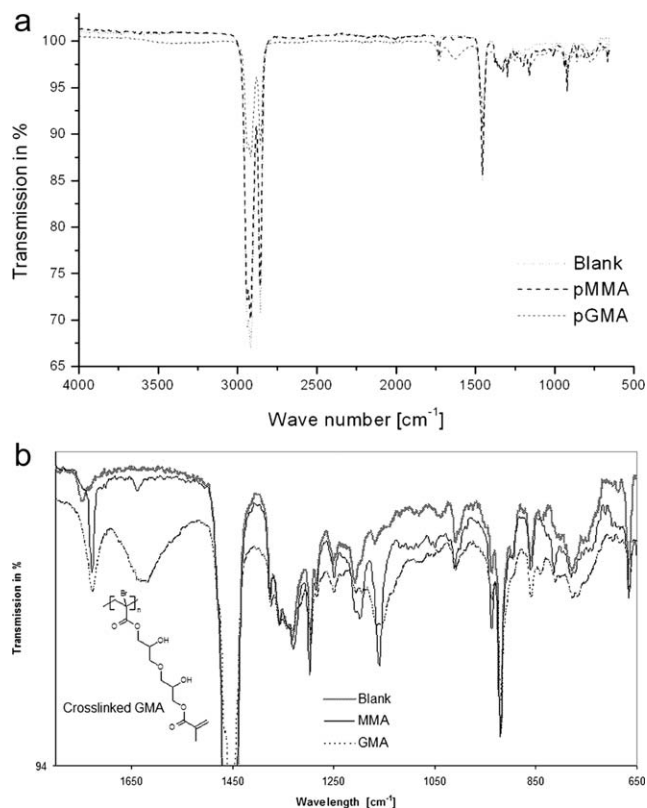 a
Transmission in %
100
95
90
85
80
75
70
65
4000 3500 3000 2500 2000 1500 1000 500
Wave number [cm-1]
Blank
pMMA
pGMA
b
Transmission in %
94
1650 1450 1250 1050 850 650
Wavelength [cm-1]
Br
n
O
O
OH
O
OH
O
O
Crosslinked GMA
Blank
MMA
GMA